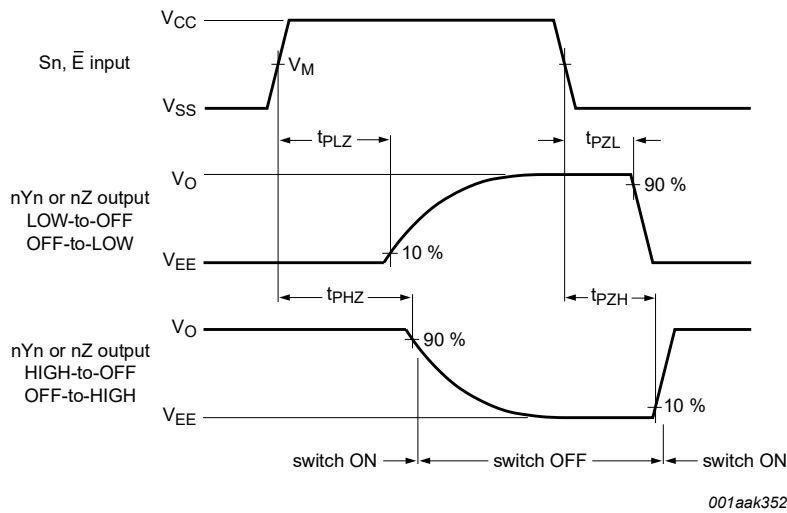 VCC
Sn, Ē input
VM
VSS
tPLZ
tPZL
VO
nYn or nZ output
LOW-to-OFF
OFF-to-LOW
90 %
VEE
10 %
tPHZ
tPZH
VO
nYn or nZ output
HIGH-to-OFF
OFF-to-HIGH
90 %
VEE
10 %
switch ON
switch OFF
switch ON
001aak352